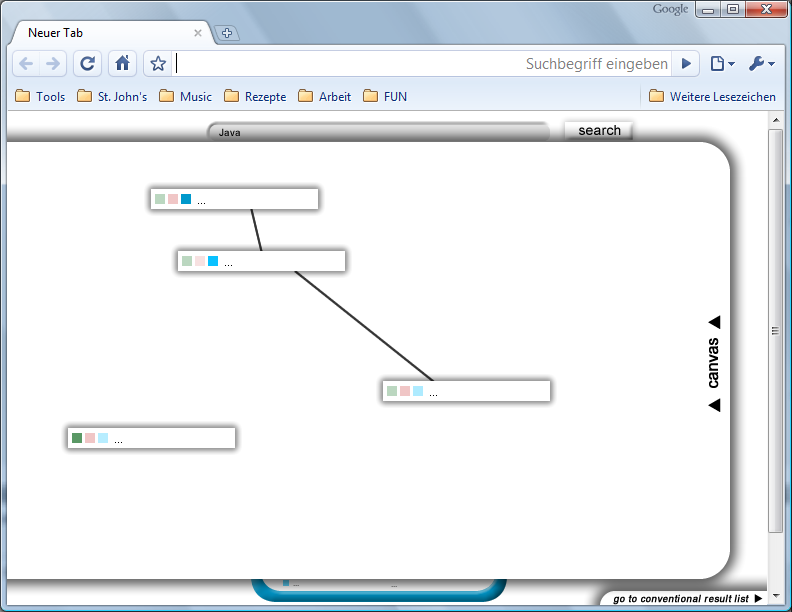 Google
Neuer Tab
Suchbegriff eingeben
Tools St. John's Music Rezepte Arbeit FUN Weitere Lesezeichen
Java search
...
...
canvas
...
...
... ...
go to conventional result list